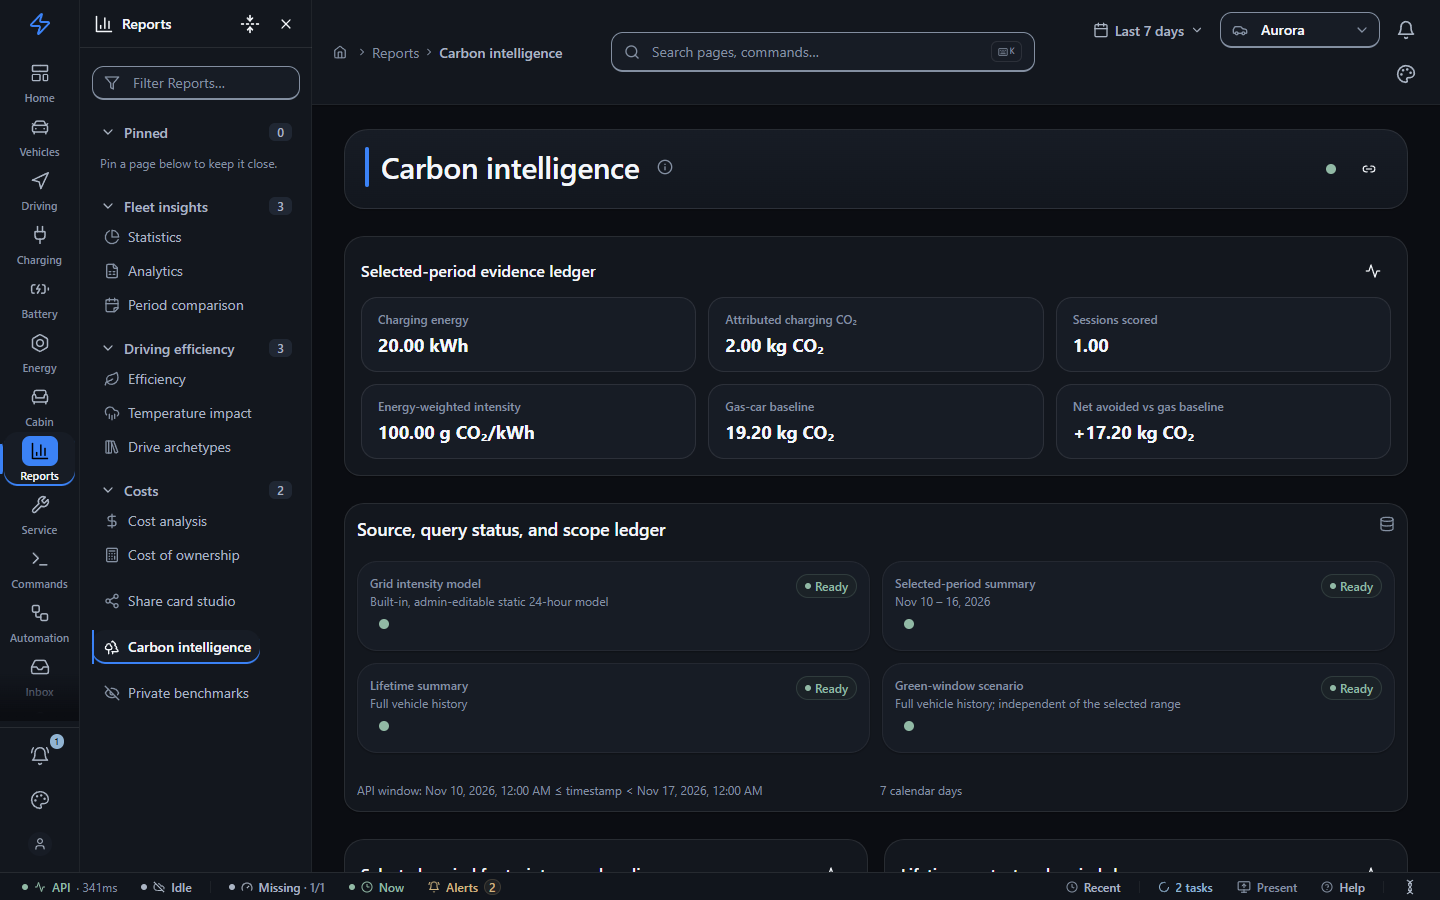 Reports
Filter Reports...
Home
Vehicles
Driving
Charging
Battery
Energy
Cabin
Reports
Service
Commands
Automation
Inbox
1
Pinned 0
Pin a page below to keep it close.
Fleet insights 3
Statistics
Analytics
Period comparison
Driving efficiency 3
Efficiency
Temperature impact
Drive archetypes
Costs 2
Cost analysis
Cost of ownership
Share card studio
Carbon intelligence
Private benchmarks
Reports
Carbon intelligence
Search pages, commands...
K
Last 7 days
Aurora
Carbon intelligence
Selected-period evidence ledger
Charging energy
20.00 kWh
Attributed charging CO₂
2.00 kg CO₂
Sessions scored
1.00
Energy-weighted intensity
100.00 g CO₂/kWh
Gas-car baseline
19.20 kg CO₂
Net avoided vs gas baseline
+17.20 kg CO₂
Source, query status, and scope ledger
Grid intensity model
Built-in, admin-editable static 24-hour model
Ready
Selected-period summary
Nov 10 – 16, 2026
Ready
Lifetime summary
Full vehicle history
Ready
Green-window scenario
Full vehicle history; independent of the selected range
Ready
API window: Nov 10, 2026, 12:00 AM ≤ timestamp < Nov 17, 2026, 12:00 AM
7 calendar days
API · 341ms
Idle
Missing · 1/1
Now
Alerts 2
Recent
2 tasks
Present
Help